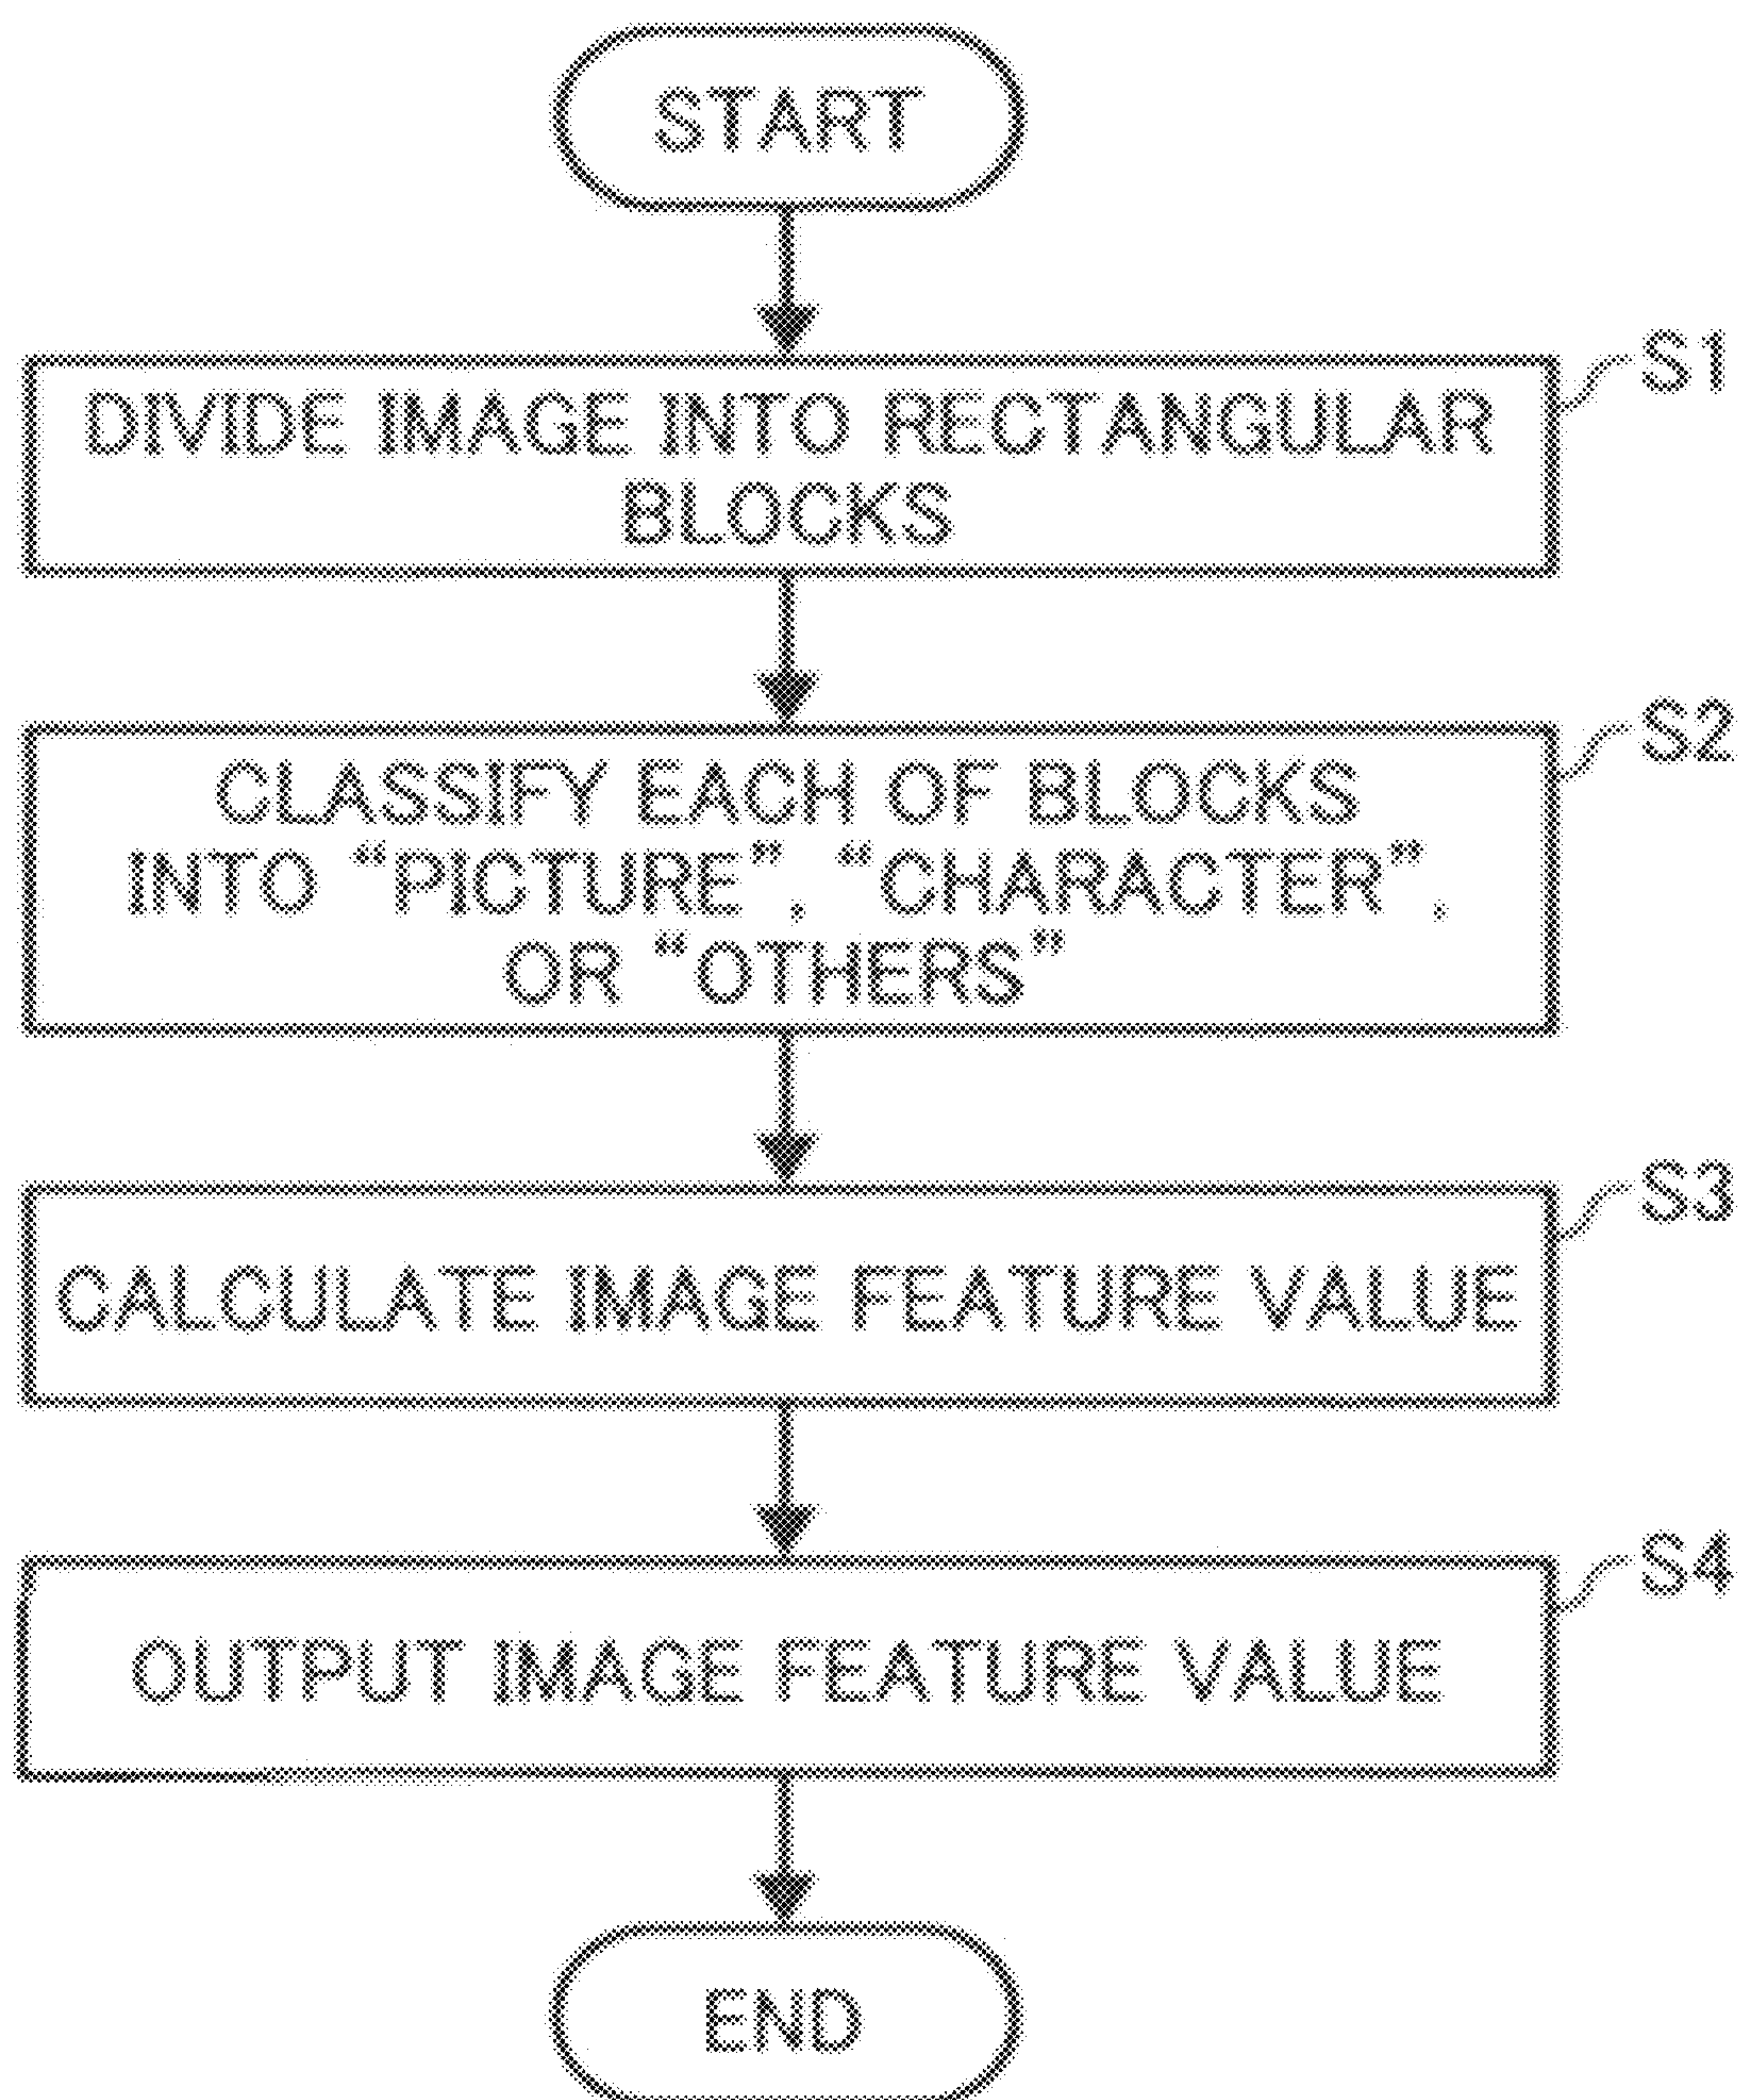 START
S1
DIVIDE IMAGE INTO RECTANGULAR
BLOCKS
S2
CLASSIFY EACH OF BLOCKS
INTO “PICTURE”, “CHARACTER”,
OR “OTHERS”
S3
CALCULATE IMAGE FEATURE VALUE
S4
OUTPUT IMAGE FEATURE VALUE
END